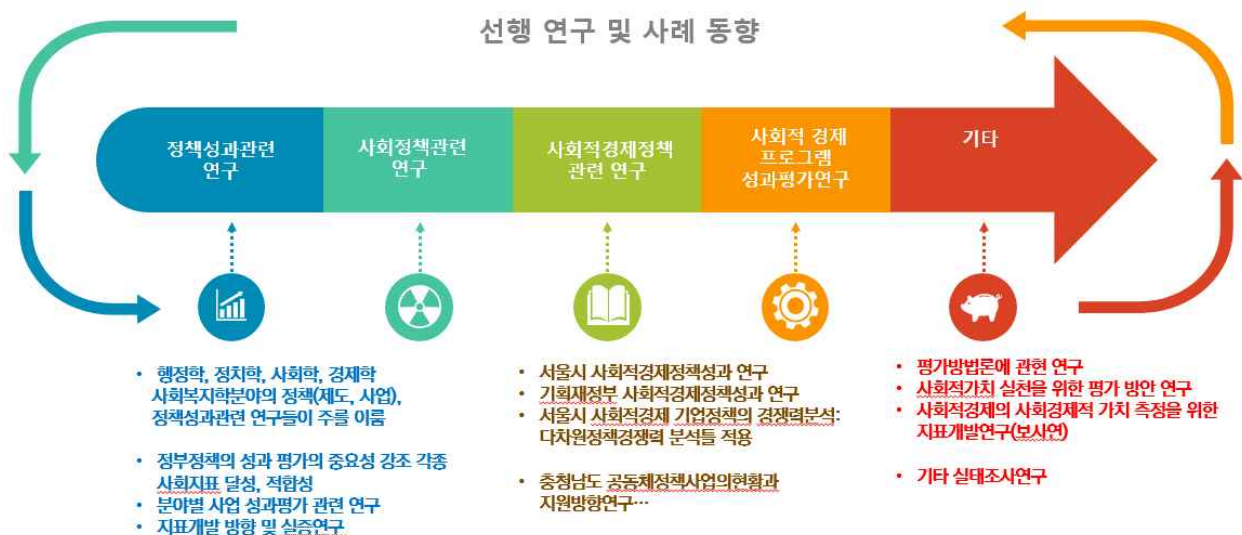 선행 연구 및 사례 동향
정책성과관련
연구
사회정책관련
연구
사회적경제정책
관련 연구
사회적 경제
프로그램
성과평가연구
기타
• 행정학, 정치학, 사회학, 경제학
사회복지학분야의 정책(제도, 사업),
정책성과관련 연구들이 주를 이룸
• 정부정책의 성과 평가의 중요성 강조 각종
사회지표 달성, 적합성
• 분야별 사업 성과평가 관련 연구
• 지표개발 방향 및 실증연구
• 서울시 사회적경제정책성과 연구
• 기획재정부 사회적경제정책성과 연구
• 서울시 사회적경제 기업정책의 경쟁력분석:
다차원정책경쟁력 분석틀 적용
• 충청남도 공동체정책사업의현황과
지원방향연구…
• 평가방법론에 관현 연구
• 사회적가치 실천을 위한 평가 방안 연구
• 사회적경제의 사회경제적 가치 측정을 위한
지표개발연구(보사연)
• 기타 실태조사연구